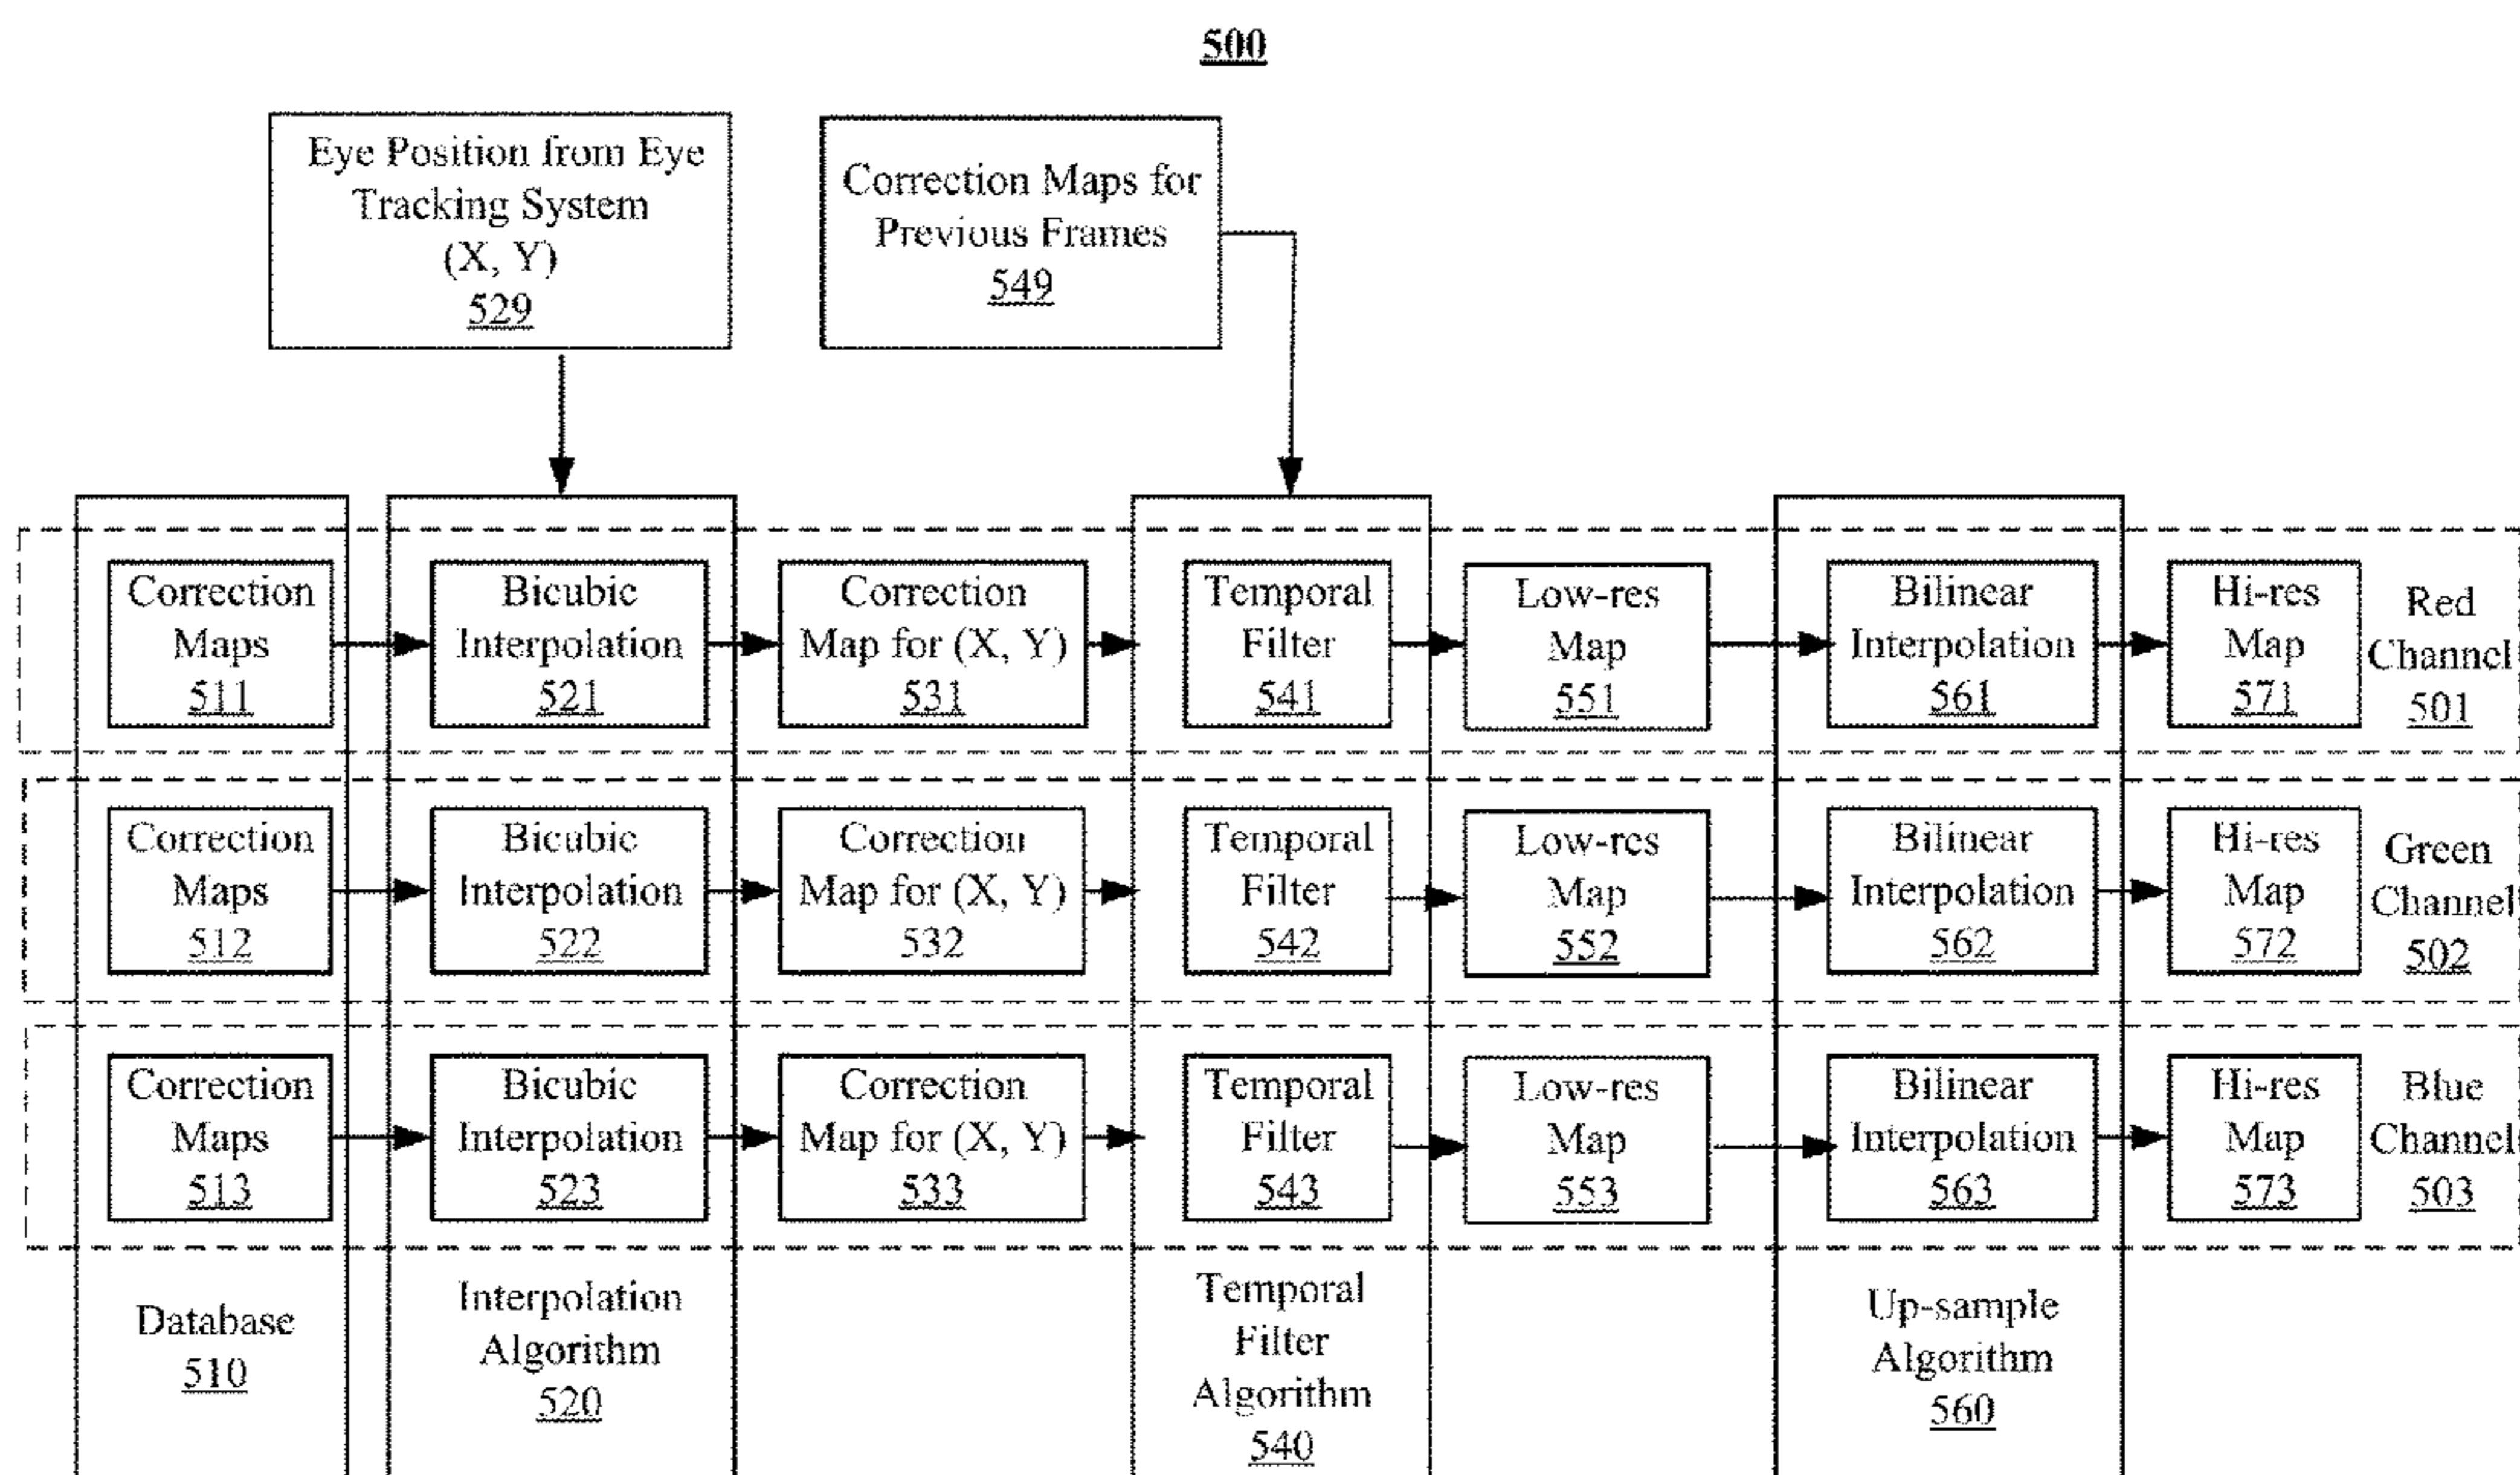 500
Eye Position from Eye
Tracking System
(X, Y)
529
Correction Maps for
Previous Frames
549
Correction
Maps
511
Bicubic
Interpolation
521
Correction
Map for (X, Y)
531
Temporal
Filter
541
Low-res
Map
551
Bilinear
Interpolation
561
Hi-res
Map
571
Red
Channel
501
Correction
Maps
512
Bicubic
Interpolation
522
Correction
Map for (X, Y)
532
Temporal
Filter
542
Low-res
Map
552
Bilinear
Interpolation
562
Hi-res
Map
572
Green
Channel
502
Correction
Maps
513
Bicubic
Interpolation
523
Correction
Map for (X, Y)
533
Temporal
Filter
543
Low-res
Map
553
Bilinear
Interpolation
563
Hi-res
Map
573
Blue
Channel
503
Database
510
Interpolation
Algorithm
520
Temporal
Filter
Algorithm
540
Up-sample
Algorithm
560